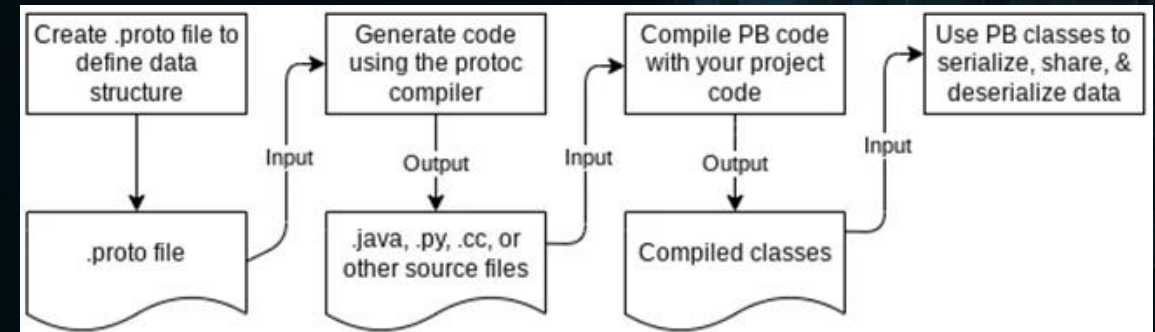 Create .proto file to
define data
structure
Input
.proto file
Generate code
using the protoc
compiler
Output
Input
.java, .py, .cc, or
other source files
Compile PB code
with your project
code
Output
Input
Compiled classes
Use PB classes to
serialize, share, &
deserialize data